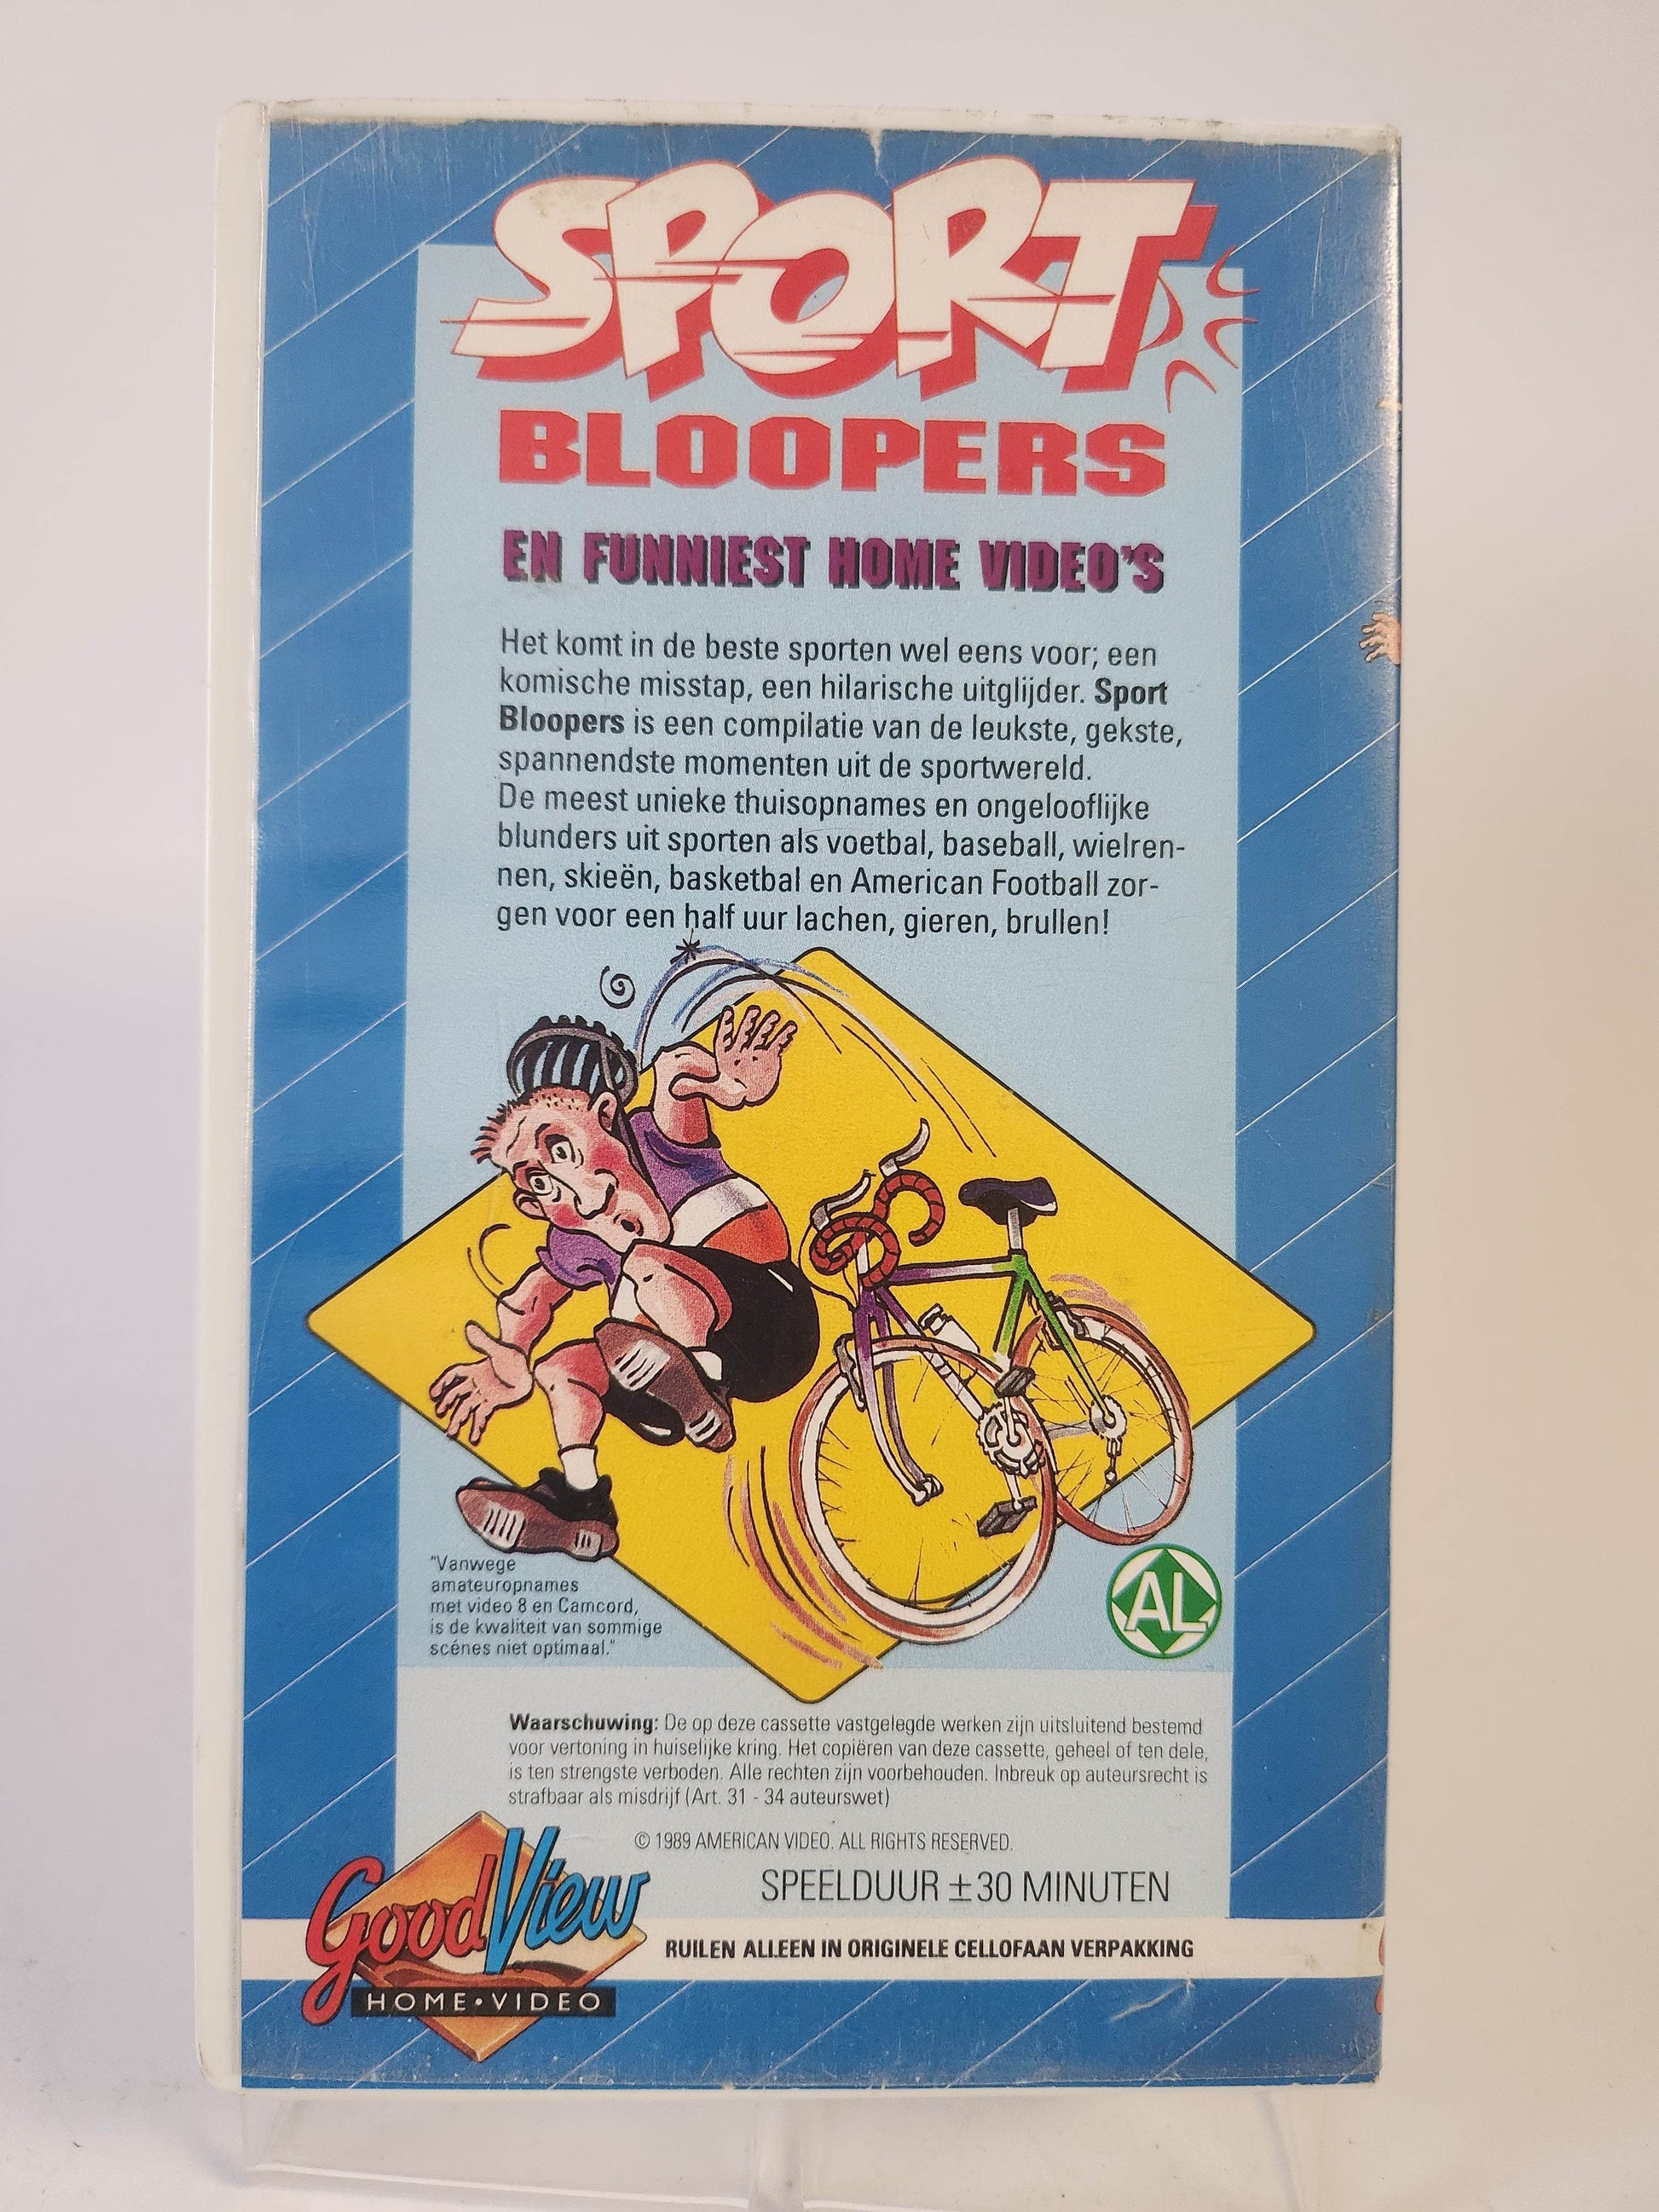 SPORT
BLOOPERS
EN FUNNIEST HOME VIDEO'S
Het komt in de beste sporten wel eens voor; een
komische misstap, een hilarische uitglijder. Sport
Bloopers is een compilatie van de leukste, gekste,
spannendste momenten uit de sportwereld.
De meest unieke thuisopnames en ongelooflijke
blunders uit sporten als voetbal, baseball, wielren-
nen, skieën, basketbal en American Football zor-
gen voor een half uur lachen, gieren, brullen!
"Vanwege
amateuropnames
met video 8 en Camcord,
is de kwaliteit van sommige
scénes niet optimaal."
AL
Waarschuwing: De op deze cassette vastgelegde werken zijn uitsluitend bestemd
voor vertoning in huiselijke kring. Het copiëren van deze cassette, geheel of ten dele,
is ten strengste verboden. Alle rechten zijn voorbehouden. Inbreuk op auteursrecht is
strafbaar als misdrijf (Art. 31 - 34 auteurswet)
© 1989 AMERICAN VIDEO. ALL RIGHTS RESERVED.
SPEELDUUR ±30 MINUTEN
GoodView
HOME•VIDEO
RUILEN ALLEEN IN ORIGINELE CELLOFAAN VERPAKKING